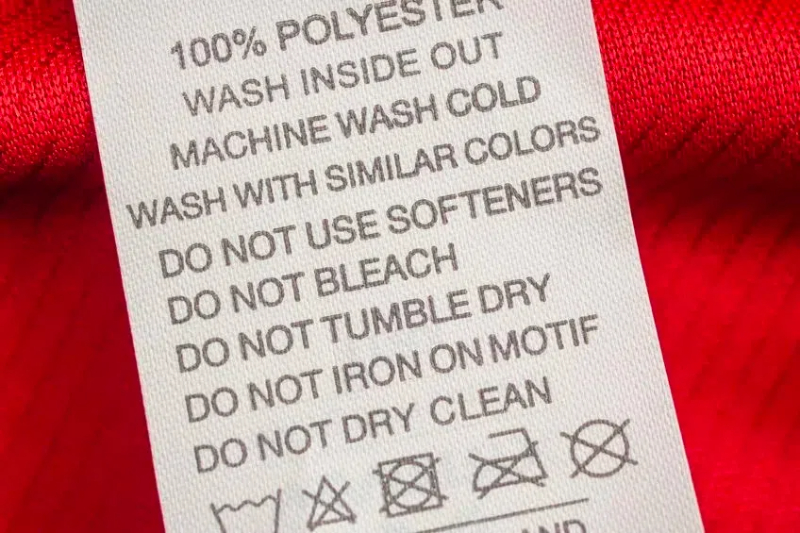 100% POLYESTER
WASH INSIDE OUT
MACHINE WASH COLD
WASH WITH SIMILAR COLORS
DO NOT USE SOFTENERS
DO NOT BLEACH
DO NOT TUMBLE DRY
DO NOT IRON ON MOTIF
DO NOT DRY CLEAN